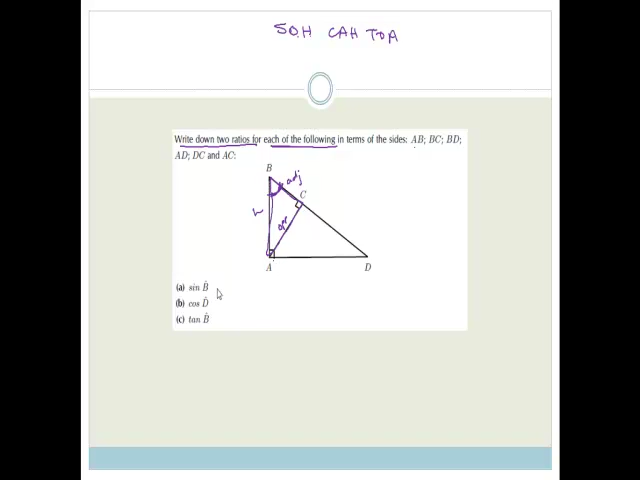 SOH CAH TOA
Write down two ratios for each of the following in terms of the sides: AB; BC; BD;
AD; DC and AC:
B
adj
C
h
opp
A
D
(a) sin B̂
(b) cos D̂
(c) tan B̂